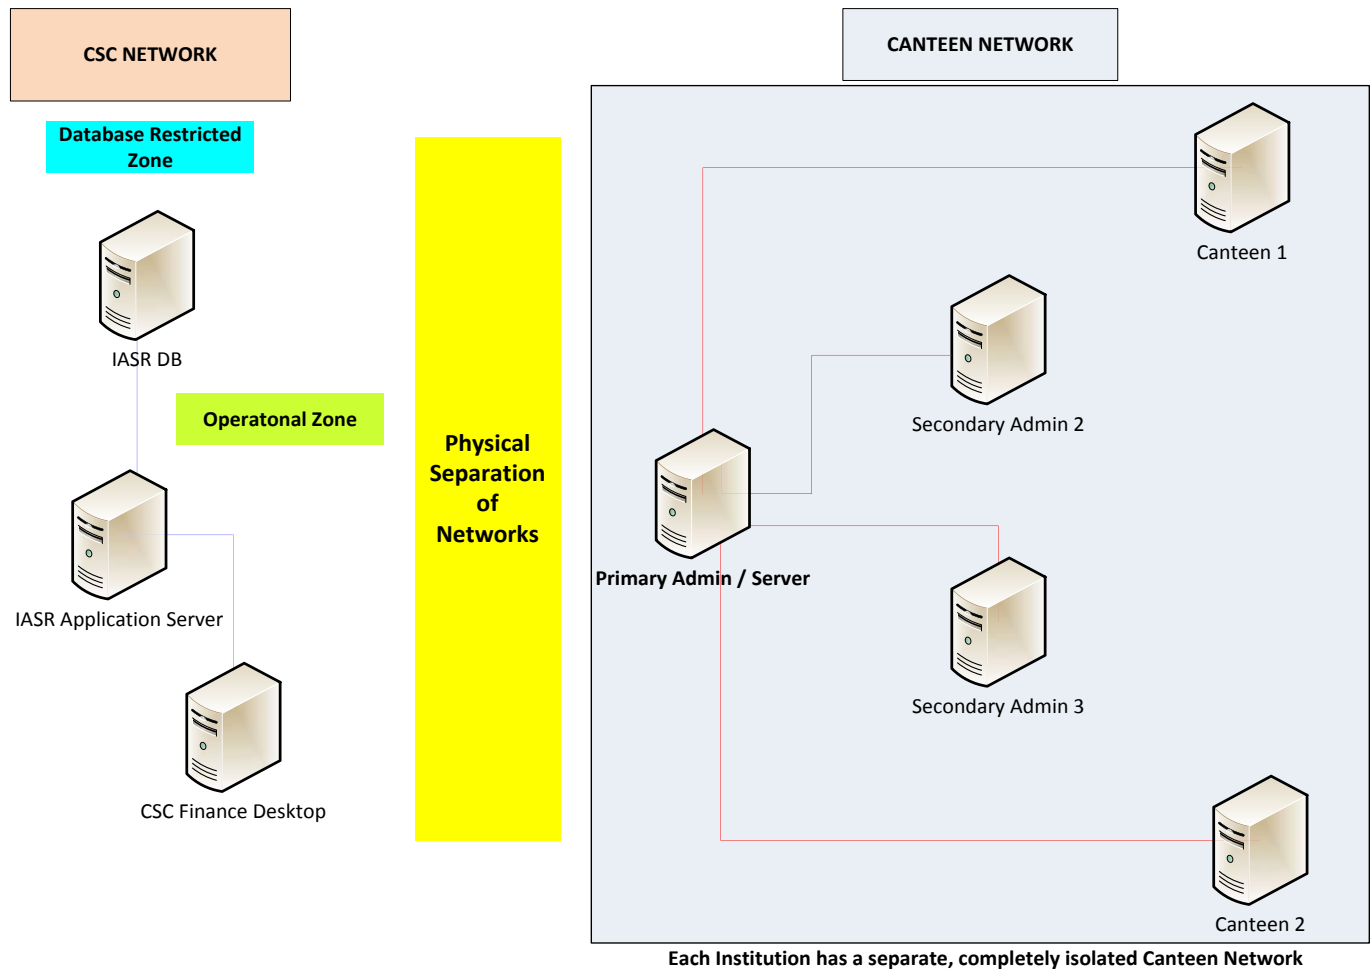 CSC NETWORK
CANTEEN NETWORK
Database Restricted
Zone
IASR DB
Operatonal Zone
IASR Application Server
CSC Finance Desktop
Physical
Separation
of
Networks
Canteen 1
Secondary Admin 2
Primary Admin / Server
Secondary Admin 3
Canteen 2
Each Institution has a separate, completely isolated Canteen Network